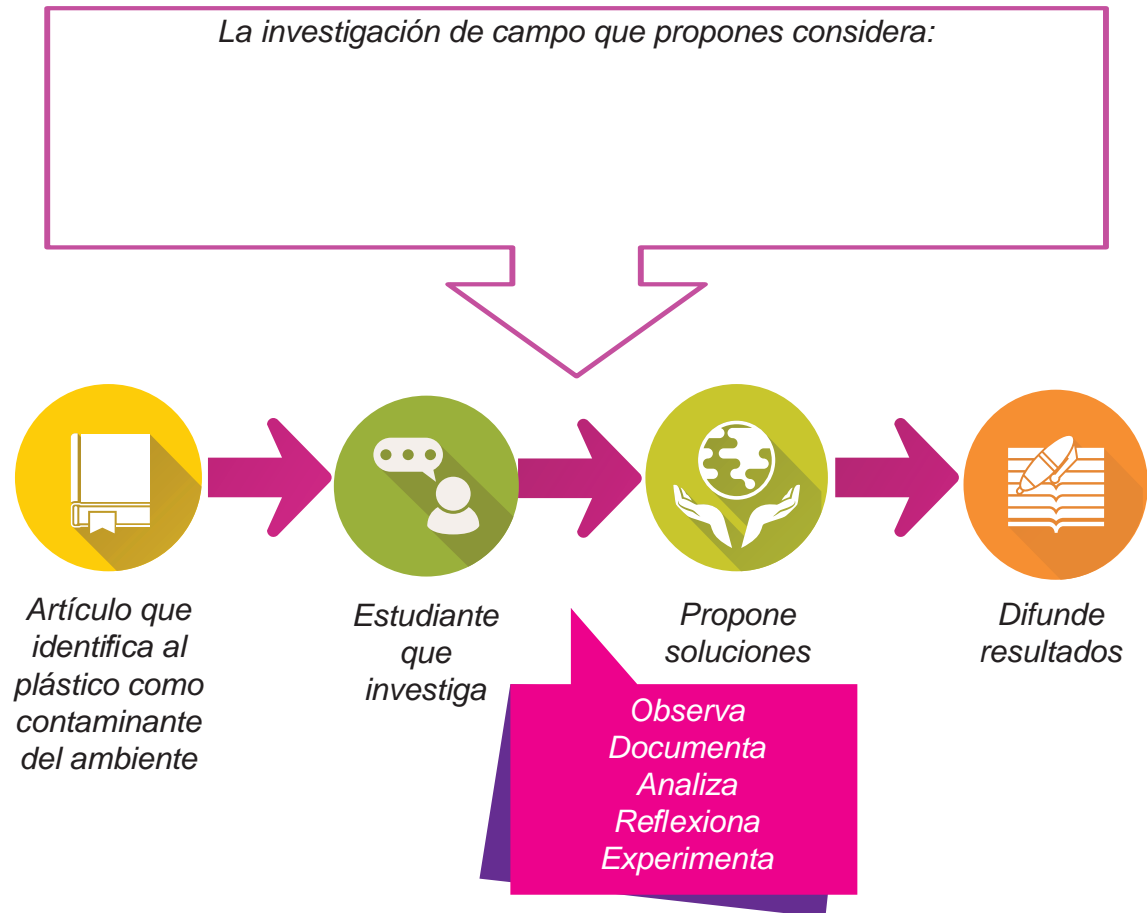 La investigación de campo que propones considera:
Artículo que
identifica al
plástico como
contaminante
del ambiente
Estudiante
que
investiga
Propone
soluciones
Difunde
resultados
Observa
Documenta
Analiza
Reflexiona
Experimenta